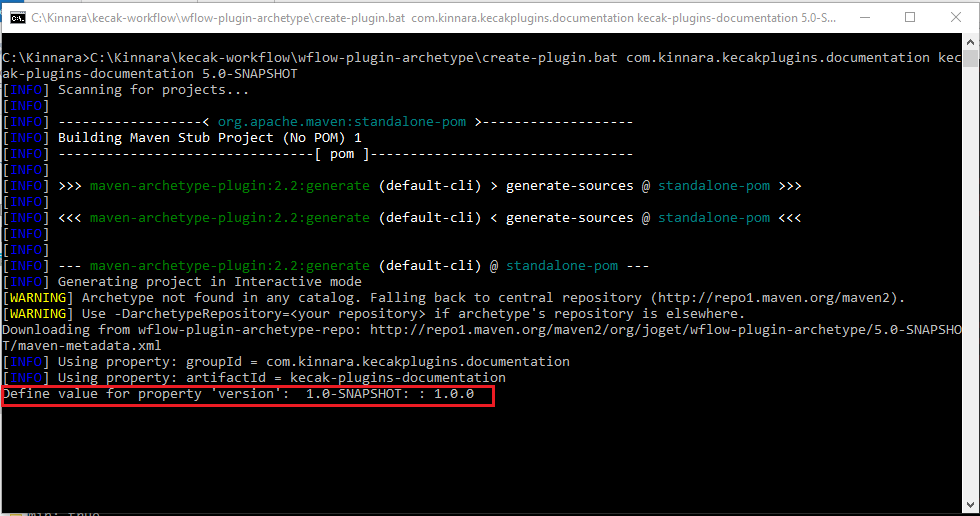 C:\Kinnara\kecak-workflow\wflow-plugin-archetype\create-plugin.bat com.kinnara.kecakplugins.documentation kecak-plugins-documentation 5.0-S...
C:\Kinnara>C:\Kinnara\kecak-workflow\wflow-plugin-archetype\create-plugin.bat com.kinnara.kecakplugins.documentation kec
ak-plugins-documentation 5.0-SNAPSHOT
[INFO] Scanning for projects...
[INFO]
[INFO] ------------------< org.apache.maven:standalone-pom >-------------------
[INFO] Building Maven Stub Project (No POM) 1
[INFO] --------------------------------[ pom ]---------------------------------
[INFO]
[INFO] >>> maven-archetype-plugin:2.2:generate (default-cli) > generate-sources @ standalone-pom >>>
[INFO]
[INFO] <<< maven-archetype-plugin:2.2:generate (default-cli) < generate-sources @ standalone-pom <<<
[INFO]
[INFO]
[INFO] --- maven-archetype-plugin:2.2:generate (default-cli) @ standalone-pom ---
[INFO] Generating project in Interactive mode
[WARNING] Archetype not found in any catalog. Falling back to central repository (http://repo1.maven.org/maven2).
[WARNING] Use -DarchetypeRepository=<your repository> if archetype's repository is elsewhere.
Downloading from wflow-plugin-archetype-repo: http://repo1.maven.org/maven2/org/joget/wflow-plugin-archetype/5.0-SNAPSHO
T/maven-metadata.xml
[INFO] Using property: groupId = com.kinnara.kecakplugins.documentation
[INFO] Using property: artifactId = kecak-plugins-documentation
Define value for property 'version':  1.0-SNAPSHOT: : 1.0.0